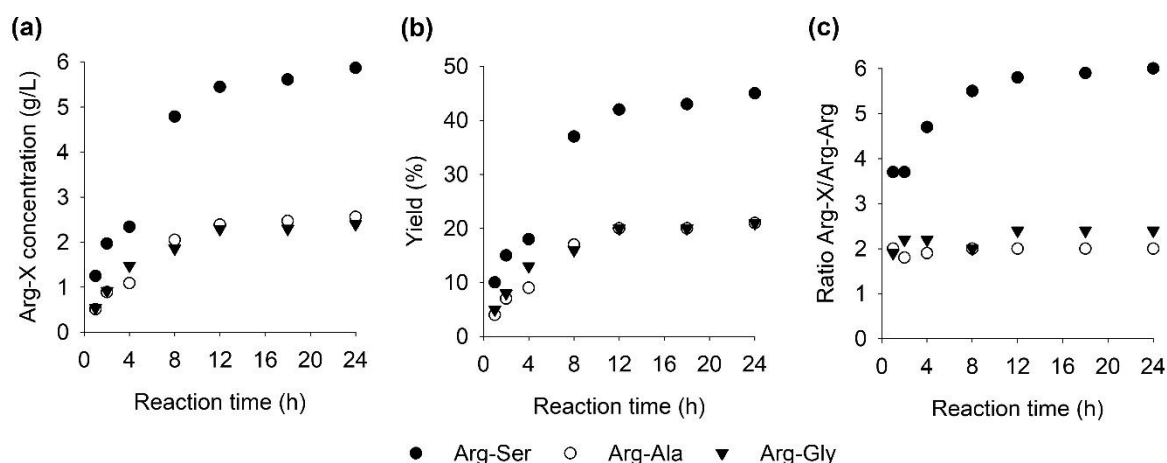 (a)
Arg-X concentration (g/L)
6
5
4
3
2
1
0
0 4 8 12 16 20 24
Reaction time (h)
(b)
Yield (%)
50
40
30
20
10
0
0 4 8 12 16 20 24
Reaction time (h)
(c)
Ratio Arg-X/Arg-Arg
6
5
4
3
2
1
0
0 4 8 12 16 20 24
Reaction time (h)
Arg-Ser Arg-Ala Arg-Gly